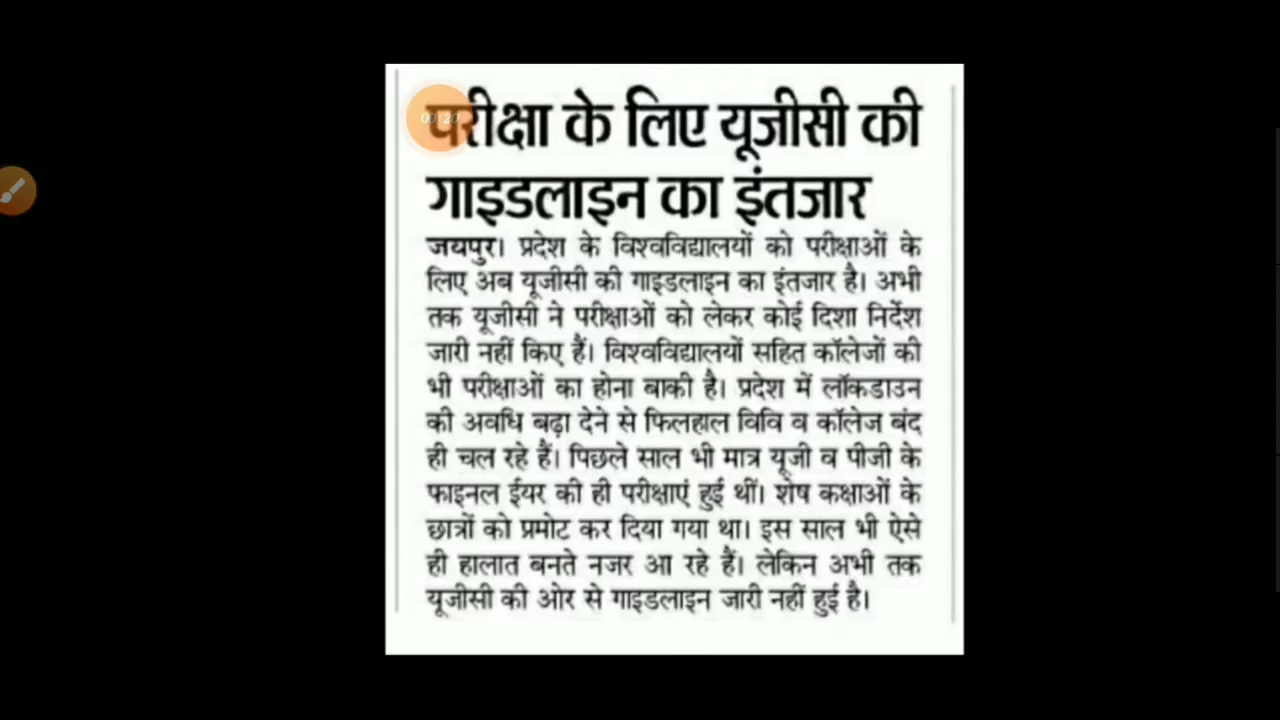 परीक्षा के लिए यूजीसी की
00:20
गाइडलाइन का इंतजार
जयपुर। प्रदेश के विश्वविद्यालयों को परीक्षाओं के
लिए अब यूजीसी की गाइडलाइन का इंतजार है। अभी
तक यूजीसी ने परीक्षाओं को लेकर कोई दिशा निर्देश
जारी नहीं किए हैं। विश्वविद्यालयों सहित कॉलेजों की
भी परीक्षाओं का होना बाकी है। प्रदेश में लॉकडाउन
की अवधि बढ़ा देने से फिलहाल विवि व कॉलेज बंद
ही चल रहे हैं। पिछले साल भी मात्र यूजी व पीजी के
फाइनल ईयर की ही परीक्षाएं हुई थीं। शेष कक्षाओं के
छात्रों को प्रमोट कर दिया गया था। इस साल भी ऐसे
ही हालात बनते नजर आ रहे हैं। लेकिन अभी तक
यूजीसी की ओर से गाइडलाइन जारी नहीं हुई है।